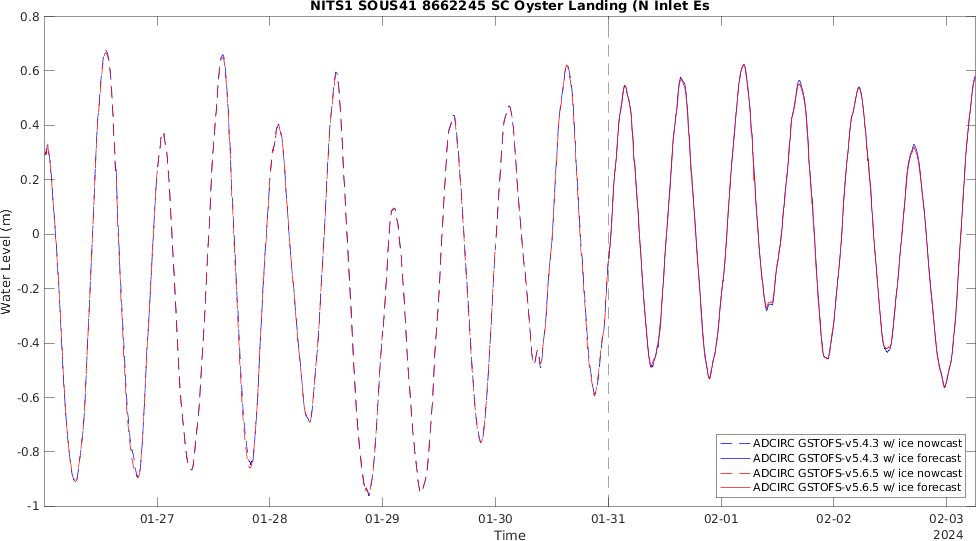 NITS1 SOUS41 8662245 SC Oyster Landing (N Inlet Es
0.8
0.6
0.4
0.2
0
-0.2
-0.4
-0.6
-0.8
-1
Water Level (m)
ADCIRC GSTOFS-v5.4.3 w/ ice nowcast
ADCIRC GSTOFS-v5.4.3 w/ ice forecast
ADCIRC GSTOFS-v5.6.5 w/ ice nowcast
ADCIRC GSTOFS-v5.6.5 w/ ice forecast
01-27 01-28 01-29 01-30 01-31 02-01 02-02 02-03
Time
2024